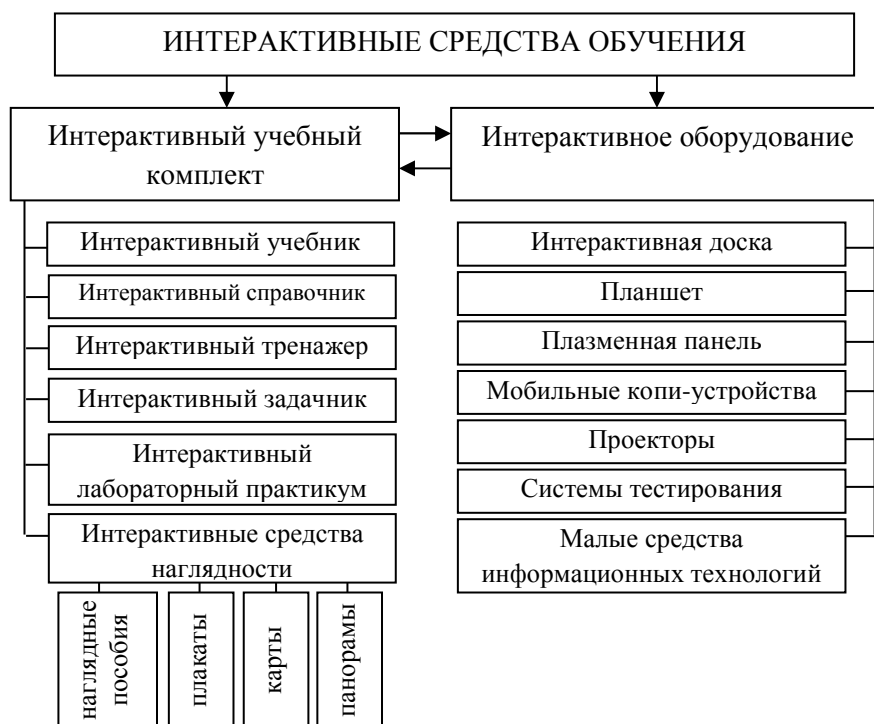 ИНТЕРАКТИВНЫЕ СРЕДСТВА ОБУЧЕНИЯ
Интерактивный учебный
комплект
Интерактивное оборудование
Интерактивный учебник
Интерактивный справочник
Интерактивный тренажер
Интерактивный задачник
Интерактивный
лабораторный практикум
Интерактивные средства
наглядности
наглядные
пособия
плакаты
карты
панорамы
Интерактивная доска
Планшет
Плазменная панель
Мобильные копи-устройства
Проекторы
Системы тестирования
Малые средства
информационных технологий